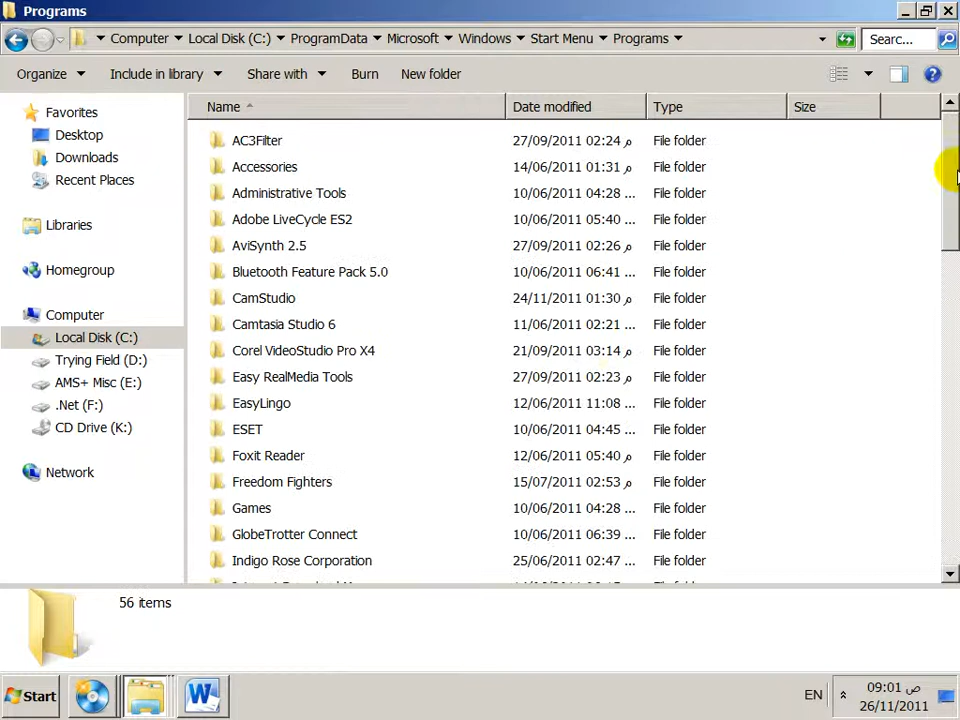 Programs
Computer Local Disk (C:) ProgramData Microsoft Windows Start Menu Programs Searc...
Organize Include in library Share with Burn New folder
Name Date modified Type Size
Favorites
Desktop
Downloads
Recent Places
Libraries
Homegroup
Computer
Local Disk (C:)
Trying Field (D:)
AMS+ Misc (E:)
.Net (F:)
CD Drive (K:)
Network
AC3Filter 27/09/2011 02:24 م File folder
Accessories 14/06/2011 01:31 م File folder
Administrative Tools 10/06/2011 04:28 ... File folder
Adobe LiveCycle ES2 10/06/2011 05:40 ... File folder
AviSynth 2.5 27/09/2011 02:26 م File folder
Bluetooth Feature Pack 5.0 10/06/2011 06:41 ... File folder
CamStudio 24/11/2011 01:30 م File folder
Camtasia Studio 6 11/06/2011 02:21 م File folder
Corel VideoStudio Pro X4 21/09/2011 03:14 م File folder
Easy RealMedia Tools 27/09/2011 02:23 م File folder
EasyLingo 12/06/2011 11:08 ... File folder
ESET 10/06/2011 04:45 ... File folder
Foxit Reader 12/06/2011 05:40 م File folder
Freedom Fighters 15/07/2011 02:53 م File folder
Games 10/06/2011 04:28 ... File folder
GlobeTrotter Connect 10/06/2011 06:39 ... File folder
Indigo Rose Corporation 25/06/2011 02:47 ... File folder
56 items
Start EN 09:01 ص
26/11/2011